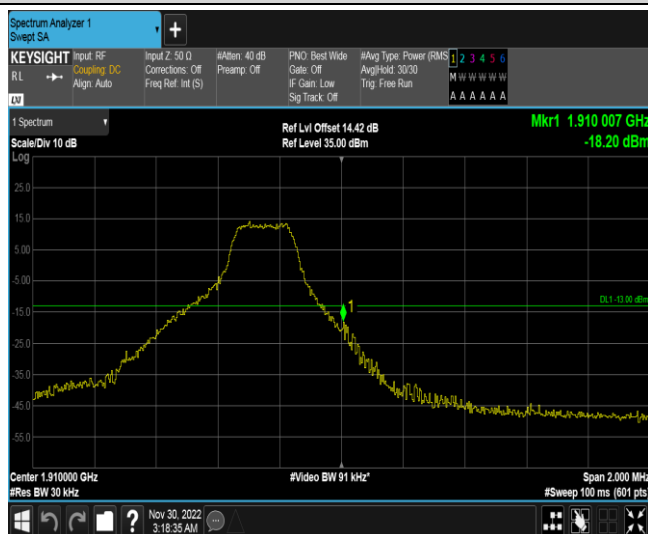 Spectrum Analyzer 1
Swept SA
+
KEYSIGHT Input: RF Input Z: 50 Ω #Atten: 40 dB PNO: Best Wide #Avg Type: Power (RMS 1 2 3 4 5 6
RL Coupling: DC Corrections: Off Preamp: Off Gate: Off Avg|Hold: 30/30 M W W W W W
Align: Auto Freq Ref: Int (S) IF Gain: Low Trig: Free Run
Sig Track: Off A A A A A A
LXI
1 Spectrum Ref Lvl Offset 14.42 dB Mkr1 1.910 007 GHz
Scale/Div 10 dB Ref Level 35.00 dBm -18.20 dBm
Log
25.0
15.0
5.00
-5.00
DL1 -13.00 dBm
1
-15.0
-25.0
-35.0
-45.0
-55.0
Center 1.910000 GHz #Video BW 91 kHz* Span 2.000 MHz
#Res BW 30 kHz #Sweep 100 ms (601 pts)
? Nov 30, 2022
3:18:35 AM